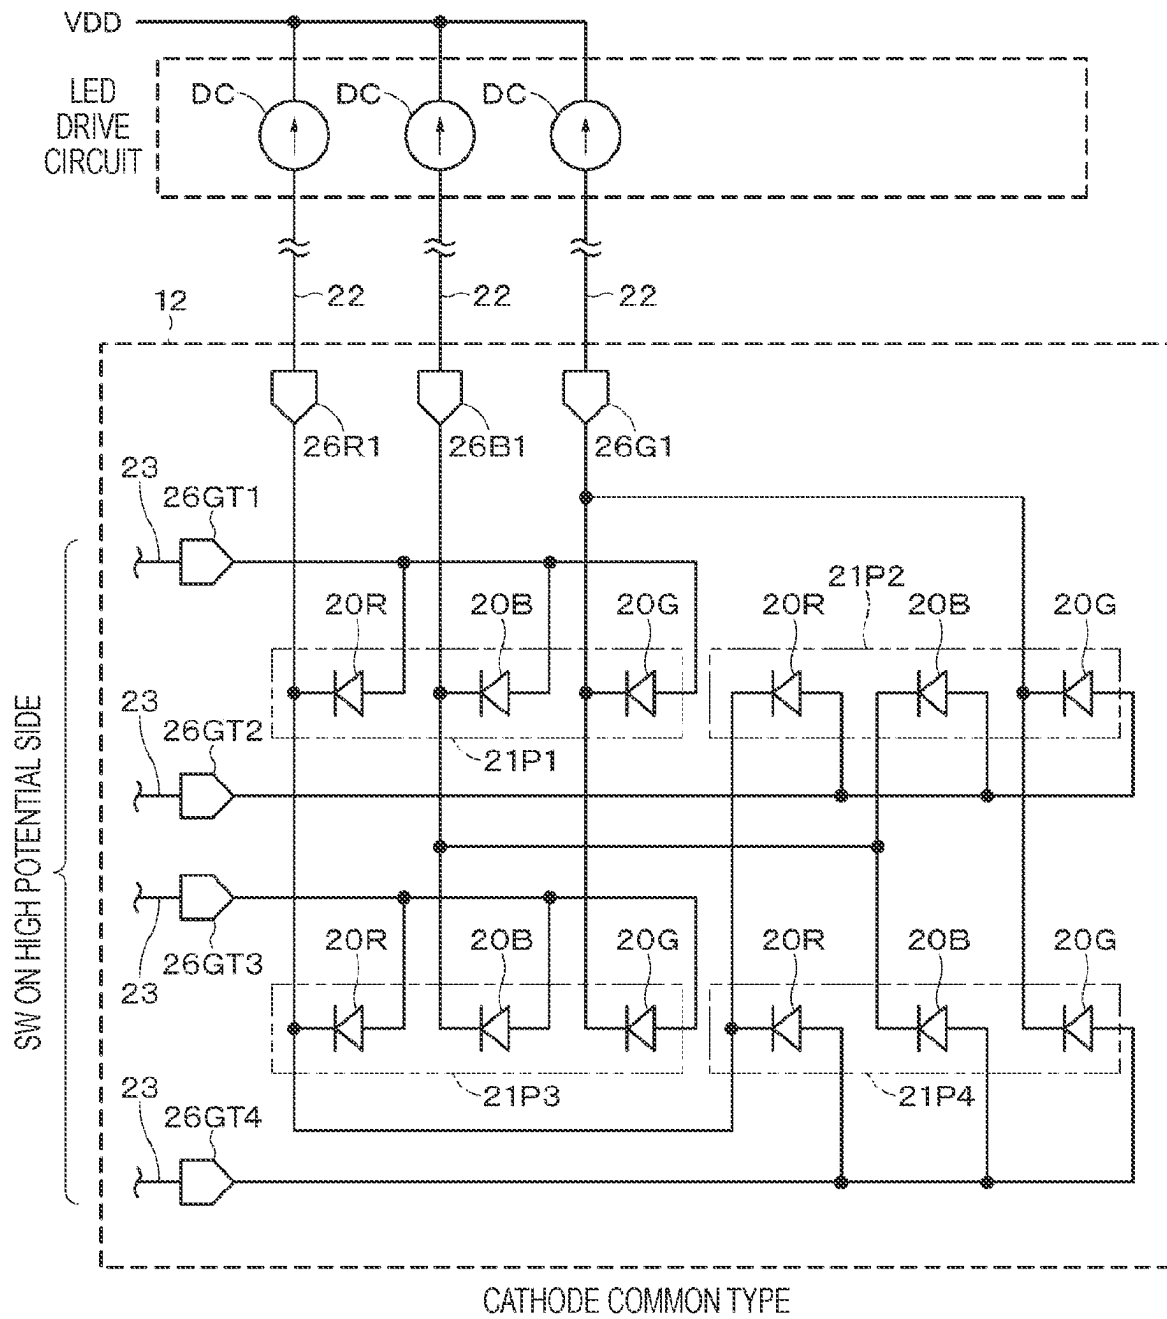 VDD
LED
DRIVE
CIRCUIT
DC DC DC
22 22 22
12
26R1 26B1 26G1
23
26GT1
21P2
20R 20B 20G 20R 20B 20G
23
26GT2
21P1
SW ON HIGH POTENTIAL SIDE
20R 20B 20G 20R 20B 20G
26GT3
23
23
21P3 21P4
26GT4
CATHODE COMMON TYPE